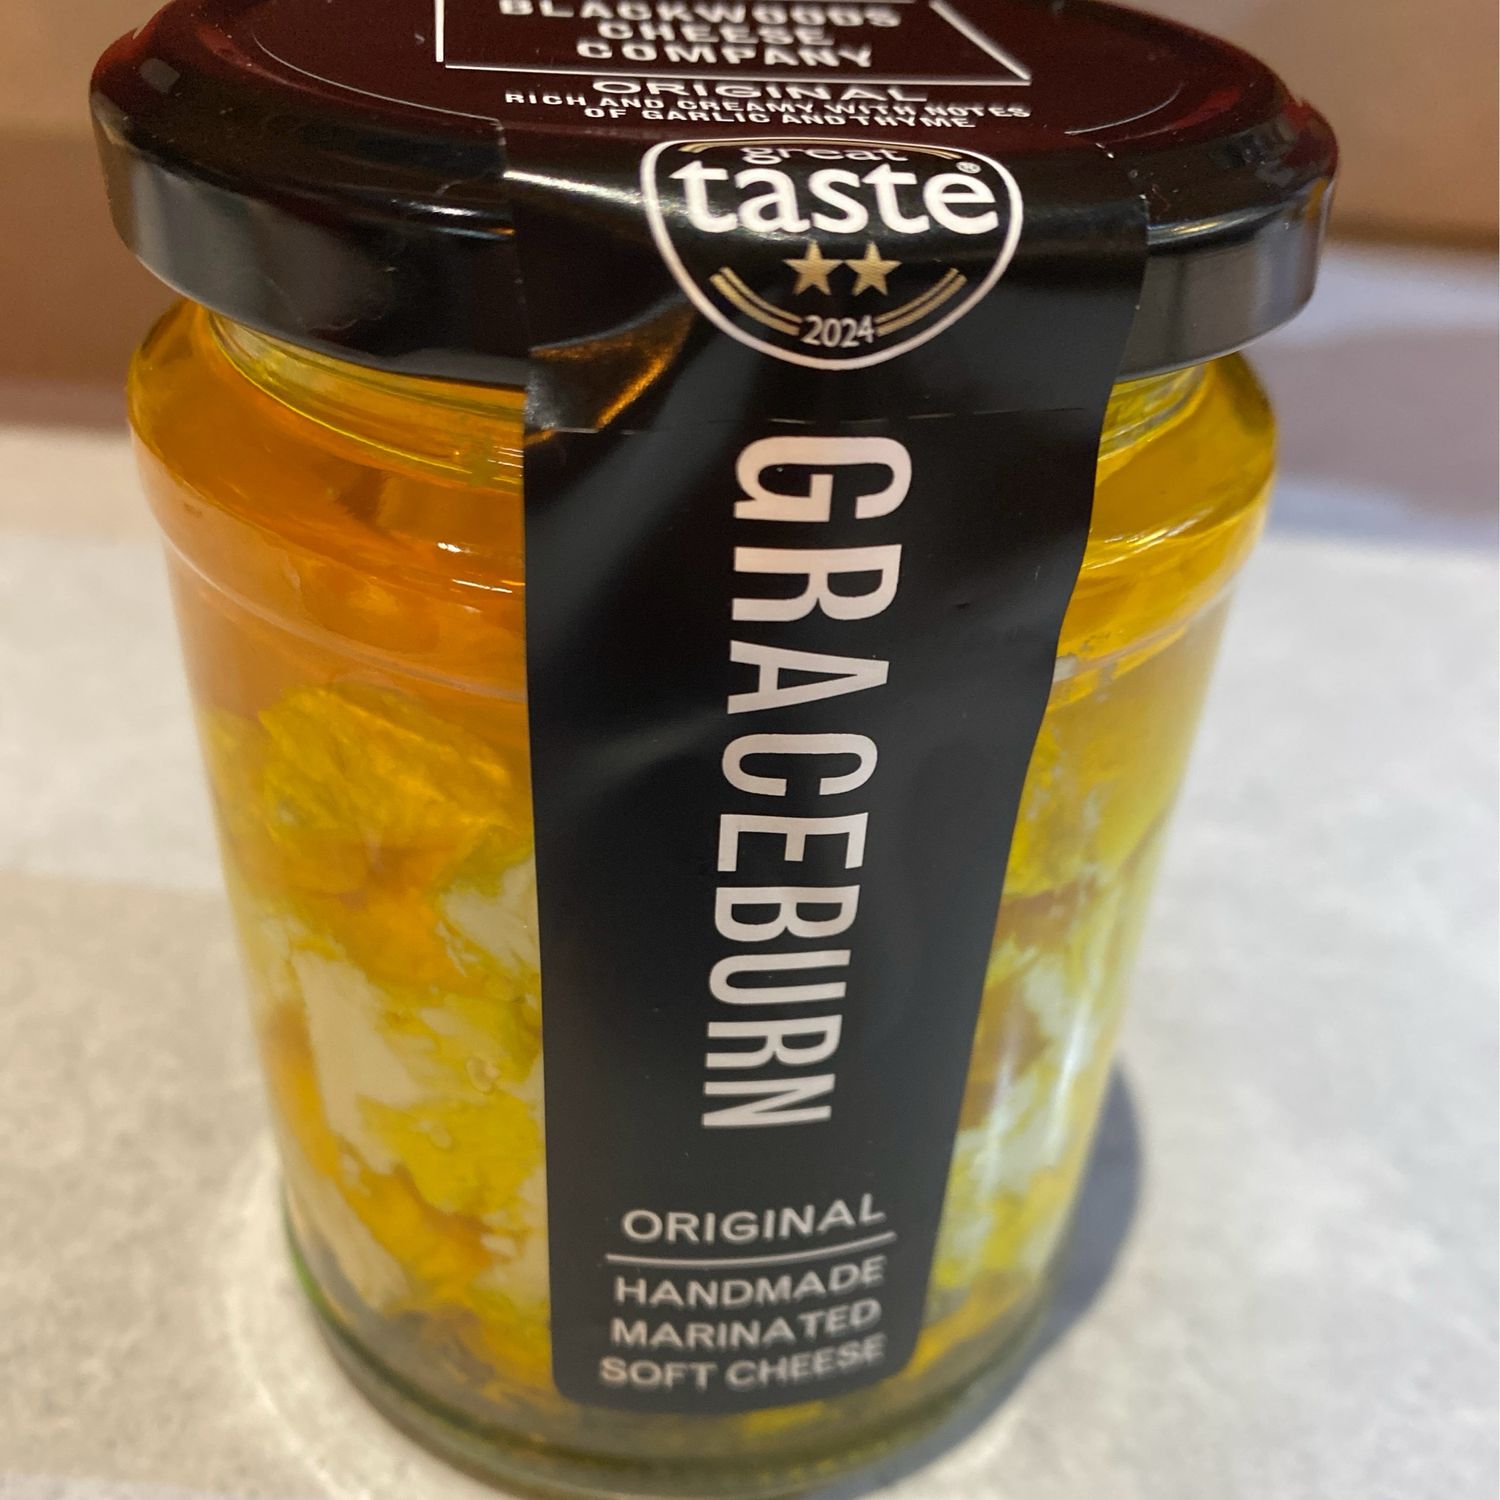 BLACKWOODS
CHEESE
COMPANY
ORIGINAL
RICH AND CREAMY WITH NOTES
OF GARLIC AND THYME
great
taste®
2024
GRACEBURN
ORIGINAL
HANDMADE
MARINATED
SOFT CHEESE